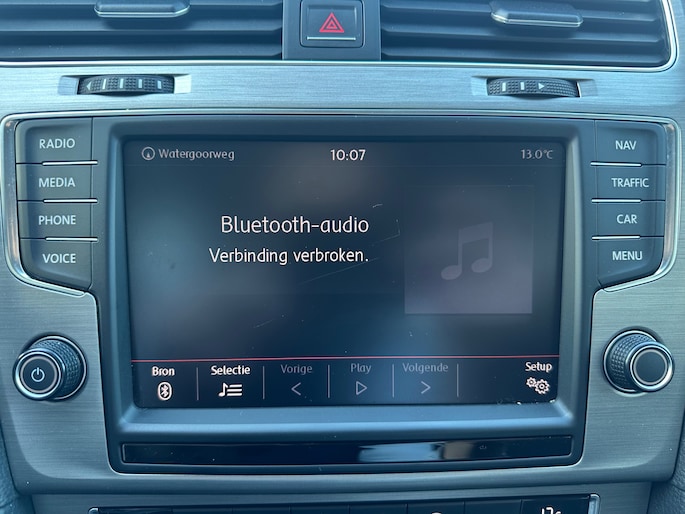 RADIO
MEDIA
PHONE
VOICE
Watergoorweg 10:07 13.0°C
Bluetooth-audio
Verbinding verbroken.
Bron Selectie Vorige Play Volgende Setup
NAV
TRAFFIC
CAR
MENU